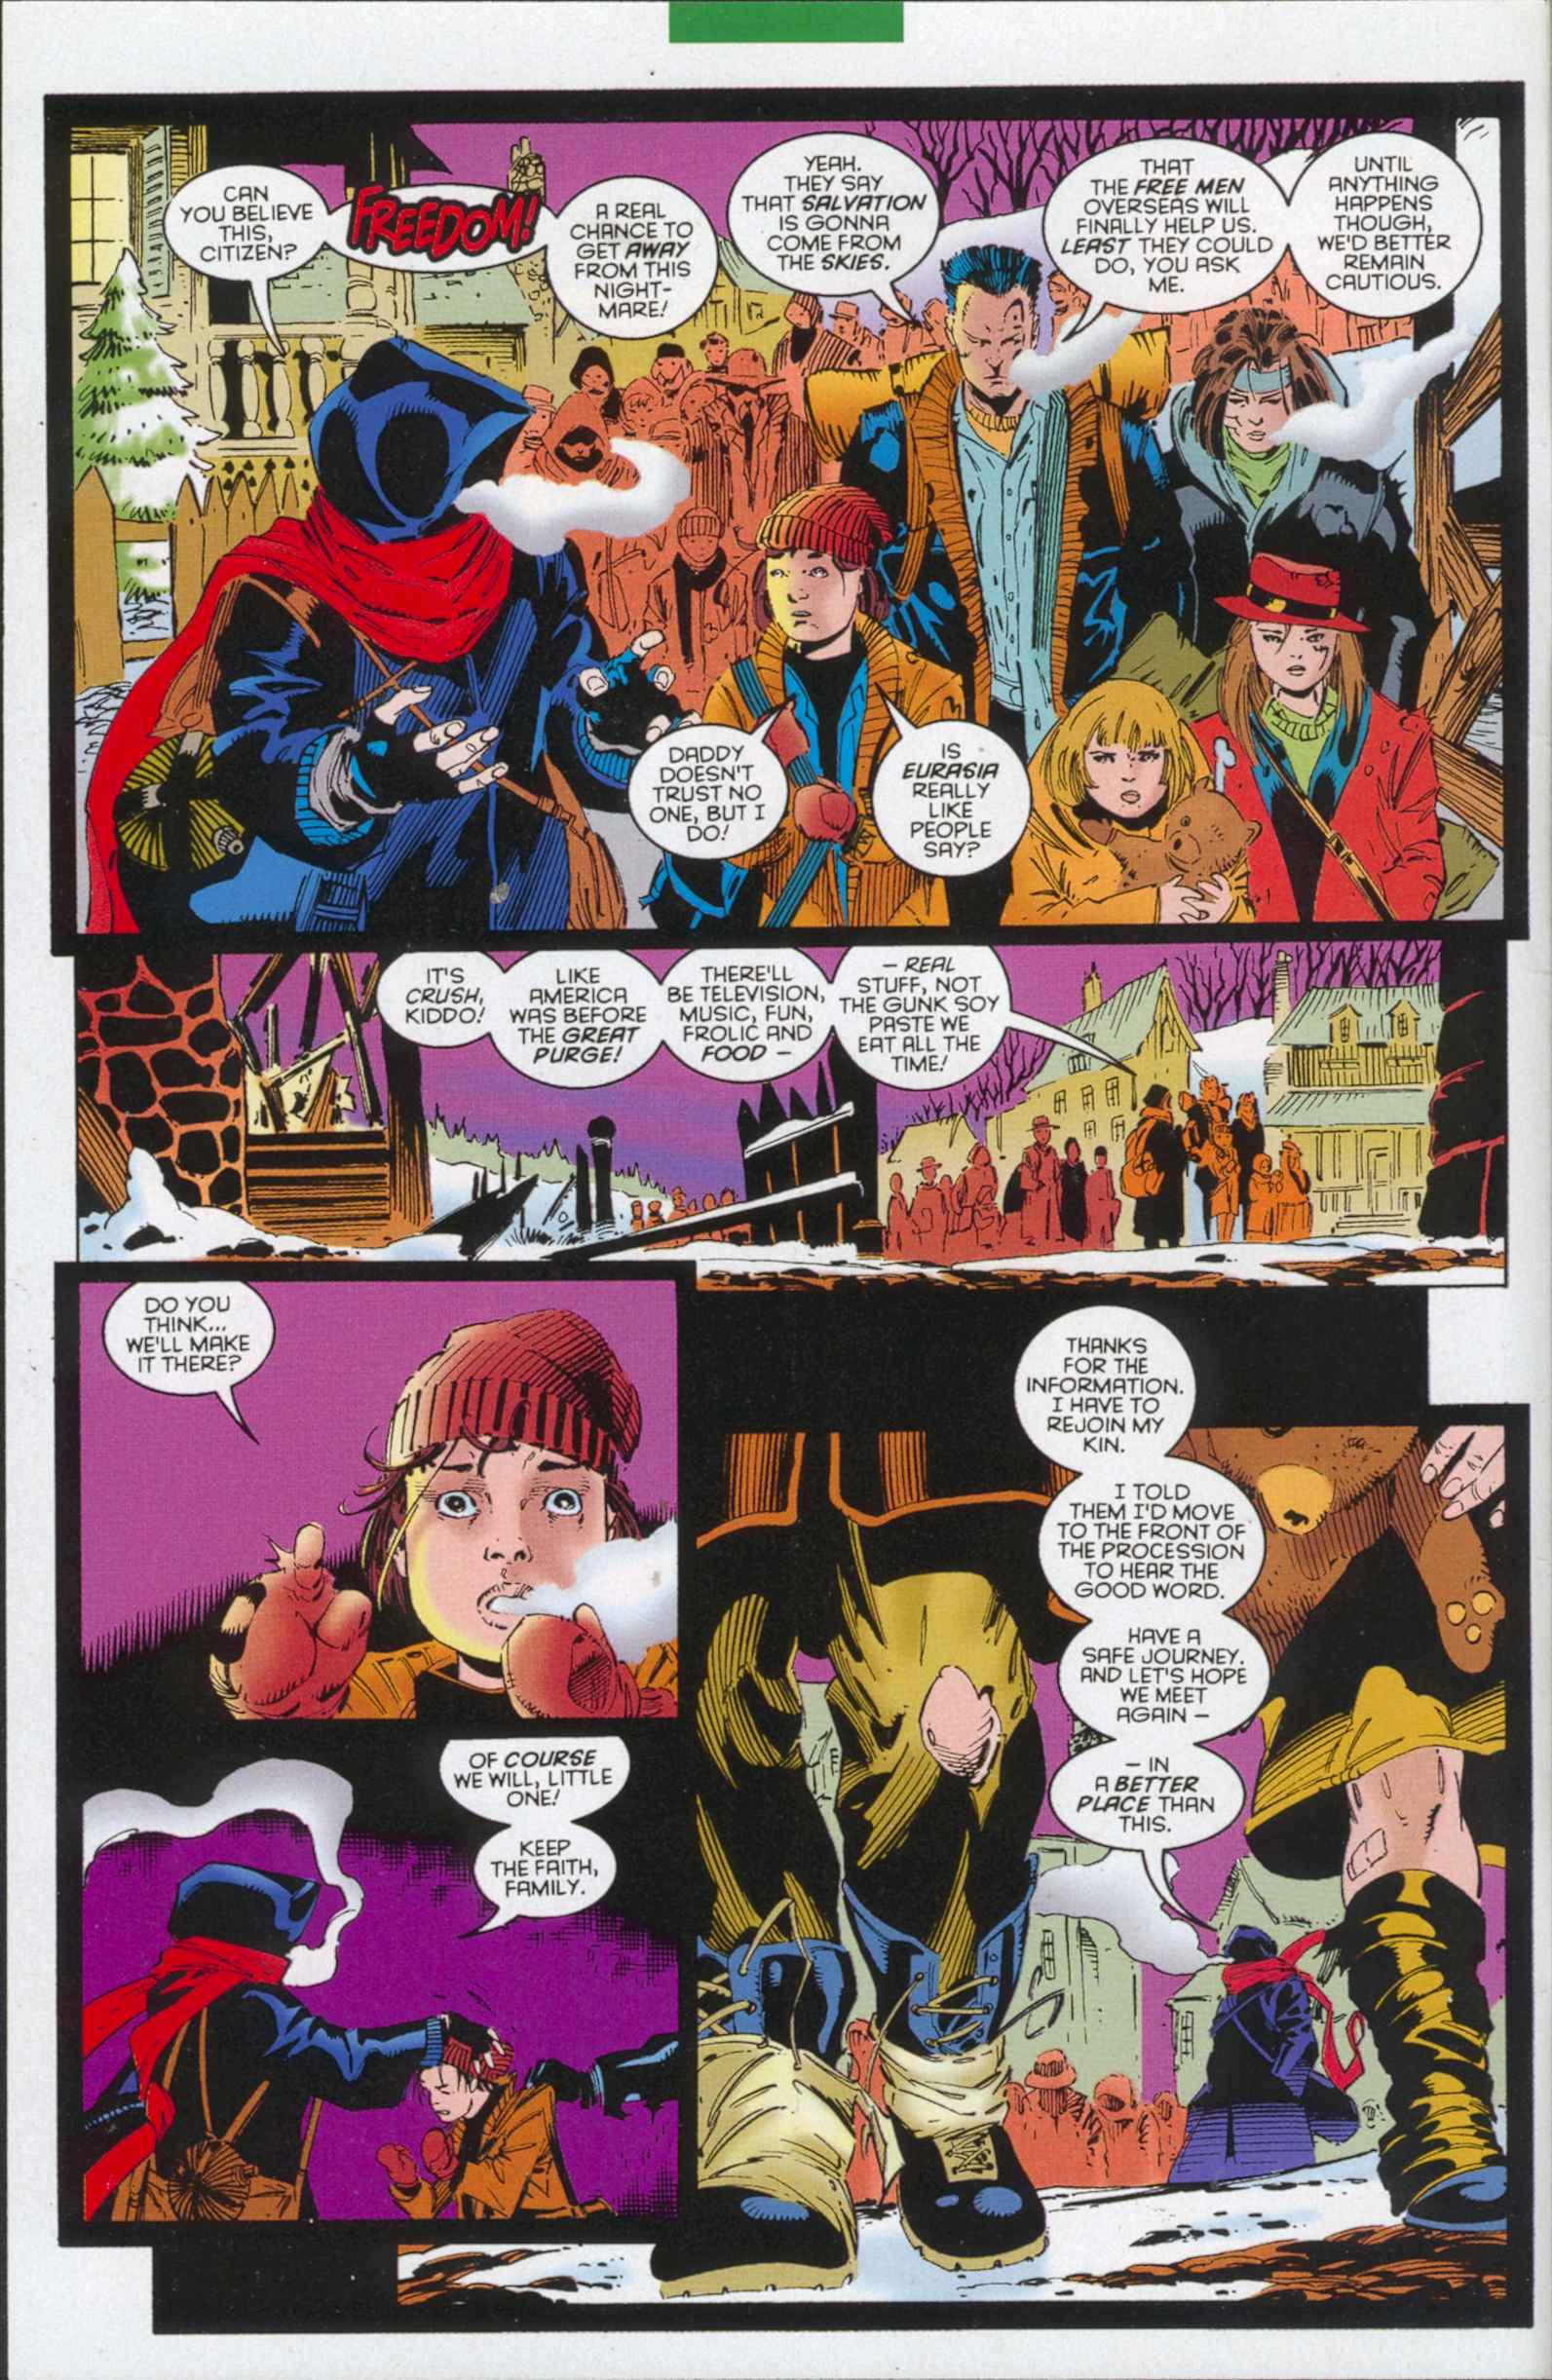 CAN
YOU BELIEVE
THIS,
CITIZEN?
FREEDOM!
A REAL
CHANCE TO
GET AWAY
FROM THIS
NIGHT-
MARE!
YEAH.
THEY SAY
THAT SALVATION
IS GONNA
COME FROM
THE SKIES.
THAT
THE FREE MEN
OVERSEAS WILL
FINALLY HELP US.
LEAST THEY COULD
DO, YOU ASK
ME.
UNTIL
ANYTHING
HAPPENS
THOUGH,
WE'D BETTER
REMAIN
CAUTIOUS.
DADDY
DOESN'T
TRUST NO
ONE, BUT I
DO!
IS
EURASIA
REALLY
LIKE
PEOPLE
SAY?
IT'S
CRUSH,
KIDDO!
LIKE
AMERICA
WAS BEFORE
THE GREAT
PURGE!
THERE'LL
BE TELEVISION,
MUSIC, FUN,
FROLIC AND
FOOD –
– REAL
STUFF, NOT
THE GUNK SOY
PASTE WE
EAT ALL THE
TIME!
DO YOU
THINK...
WE'LL MAKE
IT THERE?
OF COURSE
WE WILL, LITTLE
ONE!
KEEP
THE FAITH,
FAMILY.
THANKS
FOR THE
INFORMATION.
I HAVE TO
REJOIN MY
KIN.
I TOLD
THEM I'D MOVE
TO THE FRONT OF
THE PROCESSION
TO HEAR THE
GOOD WORD.
HAVE A
SAFE JOURNEY.
AND LET'S HOPE
WE MEET
AGAIN –
– IN
A BETTER
PLACE THAN
THIS.